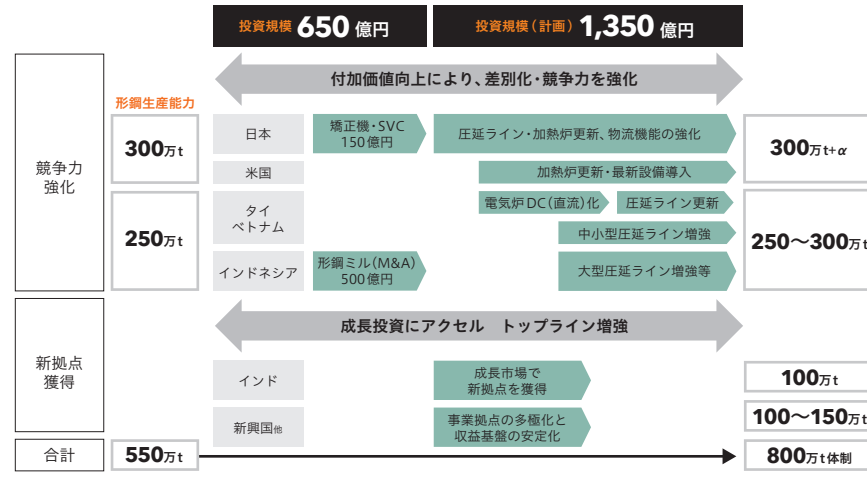 投資規模 650 億円
投資規模（計画） 1,350 億円
付加価値向上により、差別化・競争力を強化
形鋼生産能力
競争力
強化
300万t
日本
矯正機・SVC
150億円
圧延ライン・加熱炉更新、物流機能の強化
300万t+α
米国
加熱炉更新・最新設備導入
250万t
タイ
ベトナム
電気炉DC（直流）化
圧延ライン更新
中小型圧延ライン増強
250〜300万t
インドネシア
形鋼ミル（M&A）
500億円
大型圧延ライン増強等
成長投資にアクセル　トップライン増強
新拠点
獲得
インド
成長市場で
新拠点を獲得
100万t
新興国他
事業拠点の多極化と
収益基盤の安定化
100〜150万t
合計
550万t
800万t体制